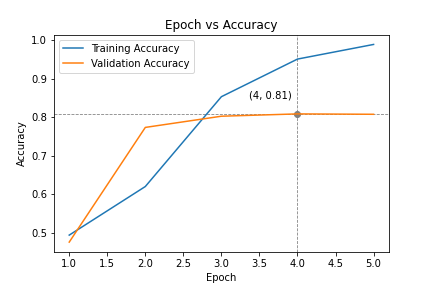 Epoch vs Accuracy
Training Accuracy
Validation Accuracy
(4, 0.81)
Accuracy
1.0
0.9
0.8
0.7
0.6
0.5
1.0 1.5 2.0 2.5 3.0 3.5 4.0 4.5 5.0
Epoch